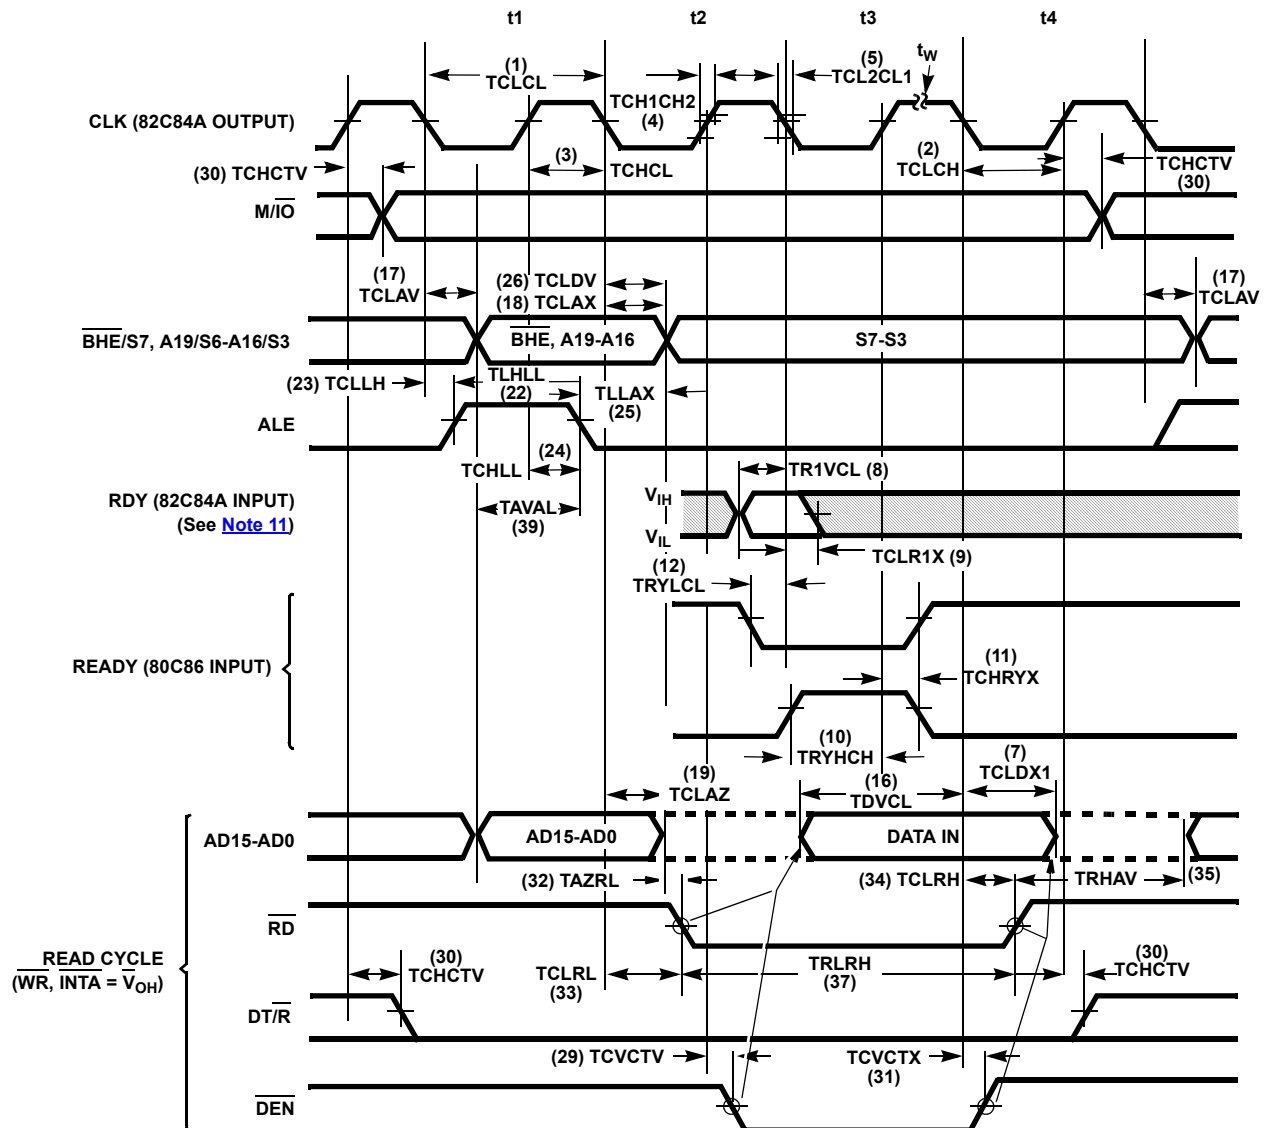 t1
t2
t3
t4
(1)
TCLCL
TCH1CH2
(4)
(5)
TCL2CL1
tW
CLK (82C84A OUTPUT)
(30) TCHCTV
(3)
TCHCL
(2)
TCLCH
TCHCTV
(30)
M/IO
(17)
TCLAV
(26) TCLDV
(18) TCLAX
(17)
TCLAV
BHE/S7, A19/S6-A16/S3
BHE, A19-A16
S7-S3
(23) TCLLH
TLHLL
(22)
TLLAX
(25)
ALE
TCHLL
(24)
TR1VCL (8)
RDY (82C84A INPUT)
(See Note 11)
TAVAL
(39)
VIH
VIL
TCLR1X (9)
(12)
TRYLCL
READY (80C86 INPUT)
(11)
TCHRYX
(10)
TRYHCH
(7)
TCLDX1
(19)
TCLAZ
(16)
TDVCL
AD15-AD0
AD15-AD0
DATA IN
(32) TAZRL
(34) TCLRH
TRHAV
(35)
RD
READ CYCLE
(WR, INTA = VOH)
(30)
TCHCTV
TCLRL
(33)
TRLRH
(37)
(30)
TCHCTV
DT/R
(29) TCVCTV
TCVCTX
(31)
DEN